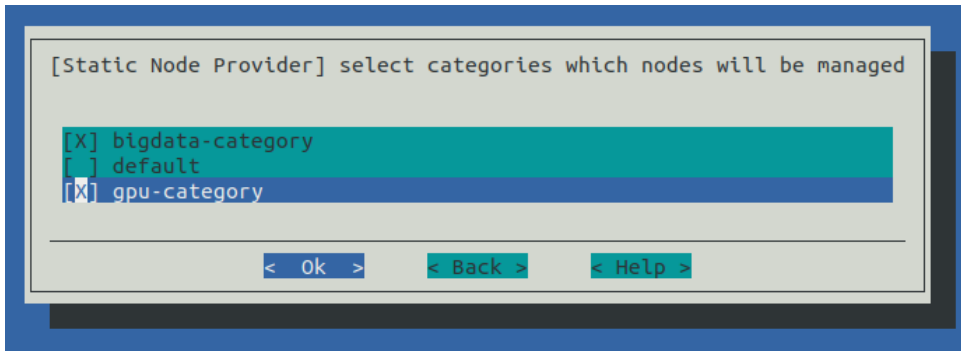 [Static Node Provider] select categories which nodes will be managed
[X] bigdata-category
[ ] default
[X] gpu-category
< Ok > < Back > < Help >